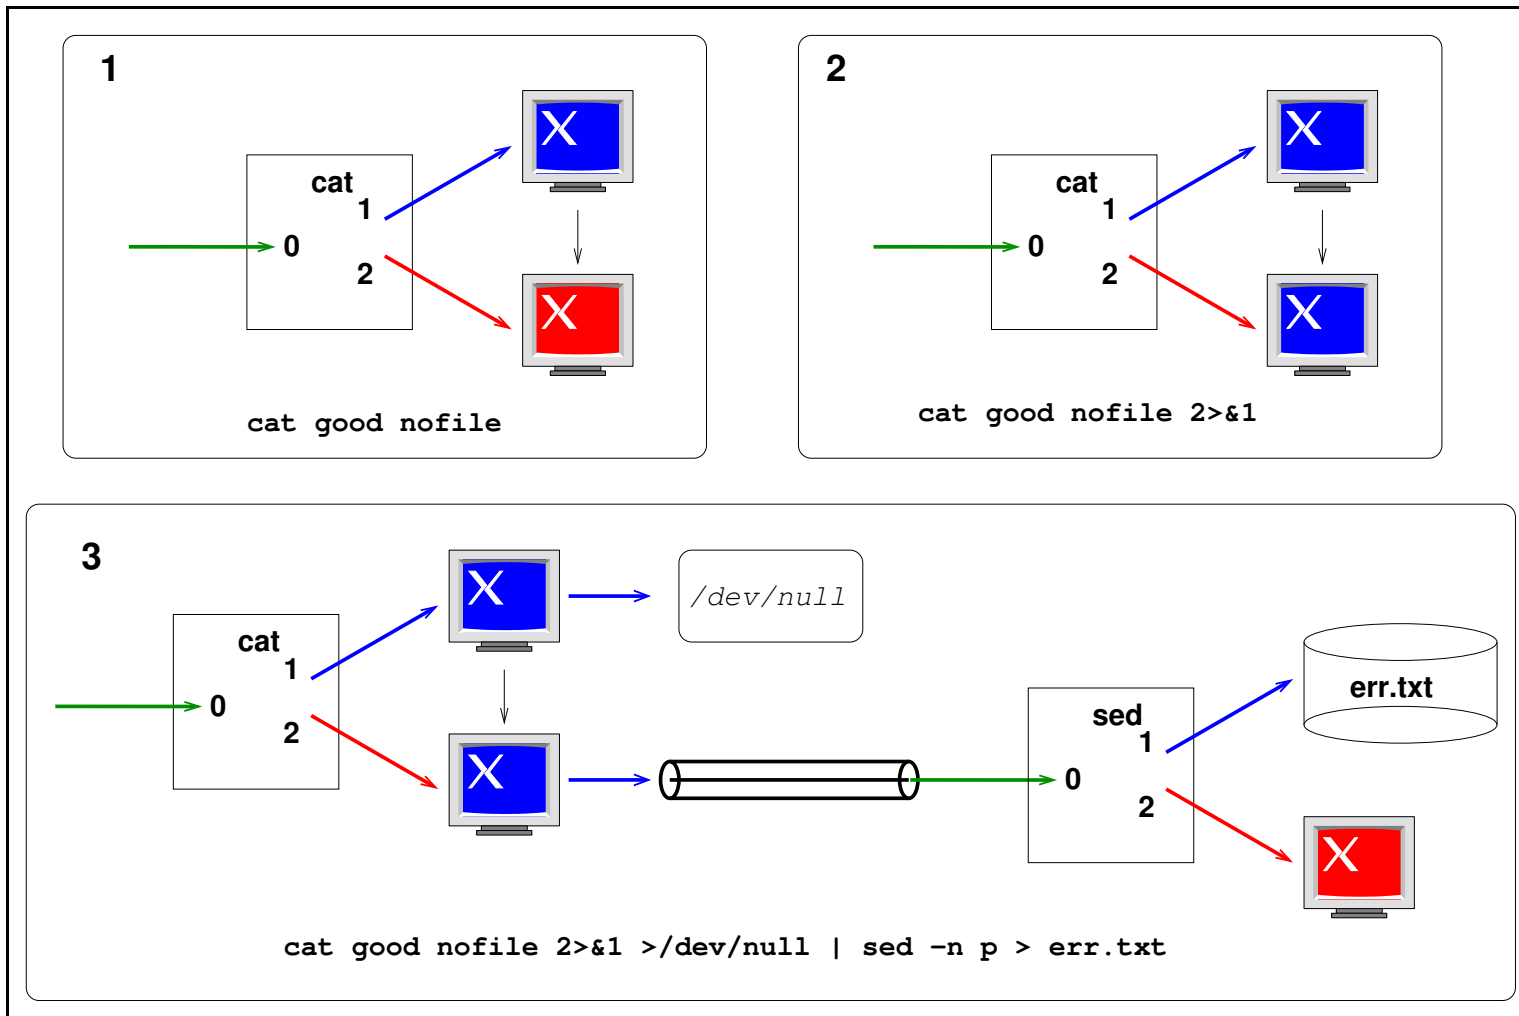 1
cat
1
0
2
cat good nofile
2
cat
1
0
2
cat good nofile 2>&1
3
cat
1
0
2
/dev/null
sed
1
0
2
err.txt
cat good nofile 2>&1 >/dev/null | sed −n p > err.txt